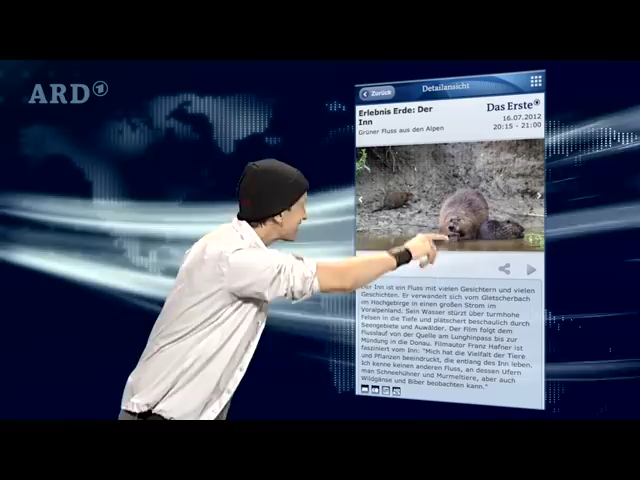 ARD
Zurück
Detailansicht
Erlebnis Erde: Der
Inn
Das Erste
16.07.2012
20:15 - 21:00
Grüner Fluss aus den Alpen
Der Inn ist ein Fluss mit vielen Gesichtern und vielen
Geschichten. Er verwandelt sich vom Gletscherbach
im Hochgebirge in einen großen Strom im
Voralpenland. Sein Wasser stürzt über turmhohe
Felsen in die Tiefe und plätschert beschaulich durch
Seengebiete und Auwälder. Der Film folgt dem
Flusslauf von der Quelle am Lunghinpass bis zur
Mündung in die Donau. Filmautor Franz Hafner ist
fasziniert vom Inn: "Mich hat die Vielfalt der Tiere
und Pflanzen beeindruckt, die entlang des Inn leben.
Ich kenne keinen anderen Fluss, an dessen Ufern
man Schneehühner und Murmeltiere, aber auch
Wildgänse und Biber beobachten kann."